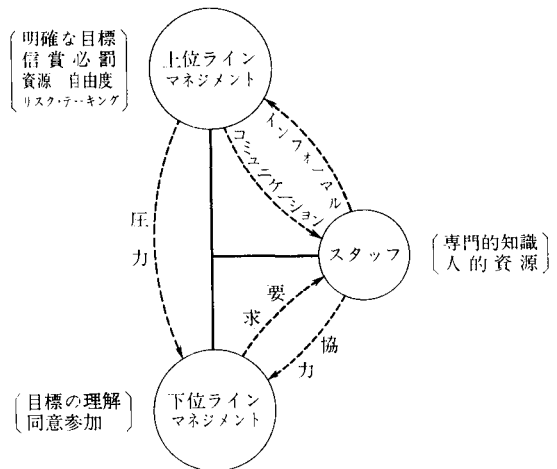 明確な目標
信賞必罰
資源 自由度
リスク・テーキング
上位ライン
マネジメント
インフォーマル
コミュニケイション
圧力
スタッフ
専門的知識
人的資源
要求
協力
目標の理解
同意参加
下位ライン
マネジメント